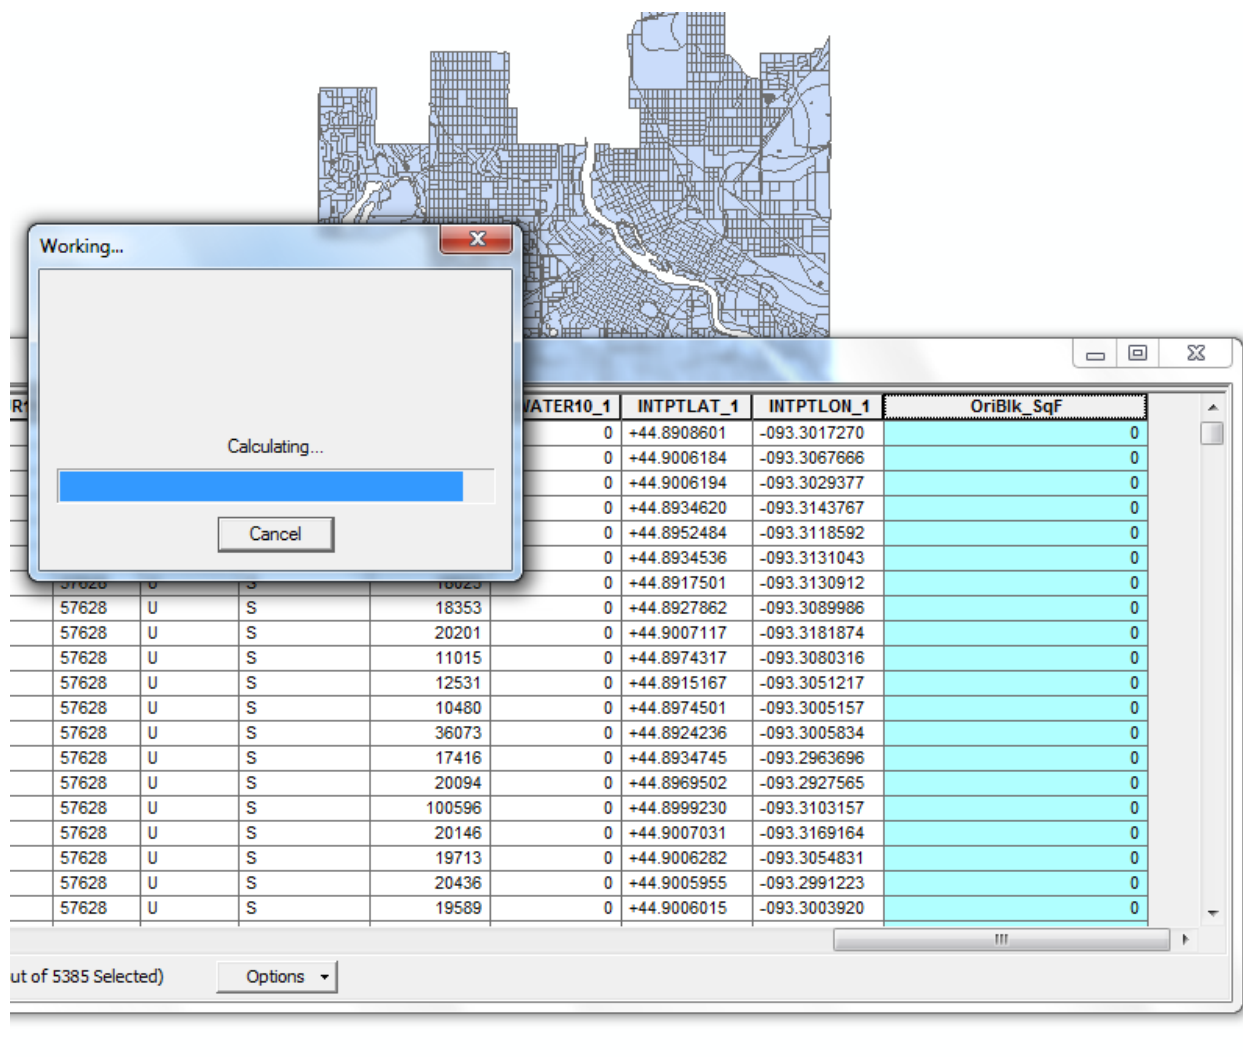 Working...
Calculating...
Cancel
R1 VATER10_1 INTPTLAT_1 INTPTLON_1 OriBlk_SqF
0 +44.8908601 -093.3017270 0
0 +44.9006184 -093.3067666 0
0 +44.9006194 -093.3029377 0
0 +44.8934620 -093.3143767 0
0 +44.8952484 -093.3118592 0
0 +44.8934536 -093.3131043 0
57628 U S 18025 0 +44.8917501 -093.3130912 0
57628 U S 18353 0 +44.8927862 -093.3089986 0
57628 U S 20201 0 +44.9007117 -093.3181874 0
57628 U S 11015 0 +44.8974317 -093.3080316 0
57628 U S 12531 0 +44.8915167 -093.3051217 0
57628 U S 10480 0 +44.8974501 -093.3005157 0
57628 U S 36073 0 +44.8924236 -093.3005834 0
57628 U S 17416 0 +44.8934745 -093.2963696 0
57628 U S 20094 0 +44.8969502 -093.2927565 0
57628 U S 100596 0 +44.8999230 -093.3103157 0
57628 U S 20146 0 +44.9007031 -093.3169164 0
57628 U S 19713 0 +44.9006282 -093.3054831 0
57628 U S 20436 0 +44.9005955 -093.2991223 0
57628 U S 19589 0 +44.9006015 -093.3003920 0
ut of 5385 Selected) Options